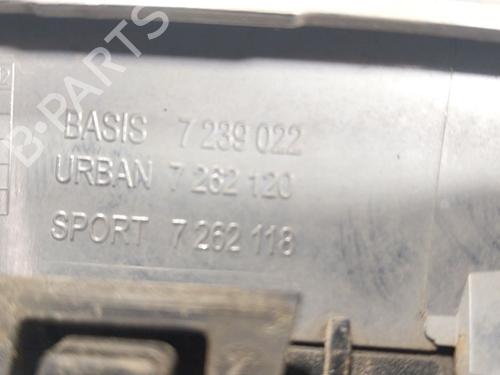 BASIS 7 239 022
URBAN 7 262 120
SPORT 7 262 118
B-PARTS